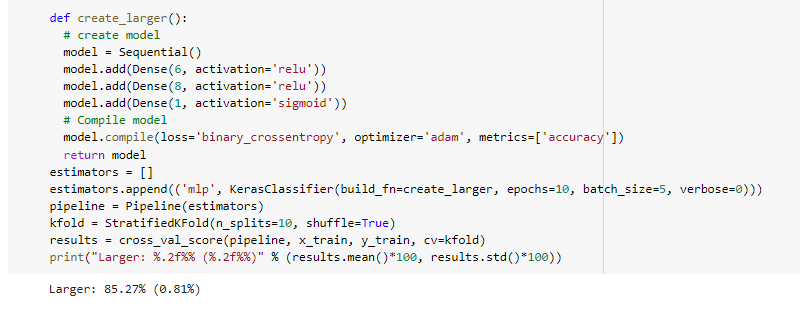 def create_larger():
  # create model
  model = Sequential()
  model.add(Dense(6, activation='relu'))
  model.add(Dense(8, activation='relu'))
  model.add(Dense(1, activation='sigmoid'))
  # Compile model
  model.compile(loss='binary_crossentropy', optimizer='adam', metrics=['accuracy'])
  return model
estimators = []
estimators.append(('mlp', KerasClassifier(build_fn=create_larger, epochs=10, batch_size=5, verbose=0)))
pipeline = Pipeline(estimators)
kfold = StratifiedKFold(n_splits=10, shuffle=True)
results = cross_val_score(pipeline, x_train, y_train, cv=kfold)
print("Larger: %.2f%% (%.2f%%)" % (results.mean()*100, results.std()*100))
Larger: 85.27% (0.81%)